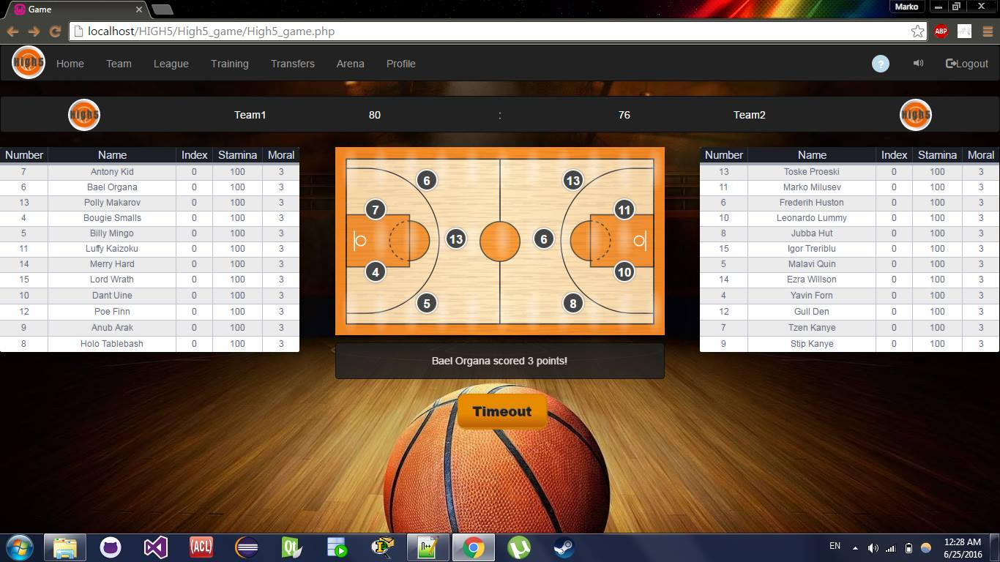 Game
Marko
localhost/HIGH5/High5_game/High5_game.php
ABP
High5 Home Team League Training Transfers Arena Profile ? Logout
High5 Team1 80 : 76 Team2 High5
Number Name Index Stamina Moral
7 Antony Kid 0 100 3
6 Bael Organa 0 100 3
13 Polly Makarov 0 100 3
4 Bougie Smalls 0 100 3
5 Billy Mingo 0 100 3
11 Luffy Kaizoku 0 100 3
14 Merry Hard 0 100 3
15 Lord Wrath 0 100 3
10 Dant Uine 0 100 3
12 Poe Finn 0 100 3
9 Anub Arak 0 100 3
8 Holo Tablebash 0 100 3
6 13
7 11
13 6
4 10
5 8
Bael Organa scored 3 points!
Timeout
Number Name Index Stamina Moral
13 Toske Proeski 0 100 3
11 Marko Milusev 0 100 3
6 Frederih Huston 0 100 3
10 Leonardo Lummy 0 100 3
8 Jubba Hut 0 100 3
15 Igor Treriblu 0 100 3
5 Malavi Quin 0 100 3
14 Ezra Willson 0 100 3
4 Yavin Forn 0 100 3
12 Gull Den 0 100 3
7 Tzen Kanye 0 100 3
9 Stip Kanye 0 100 3
{ACL}
Qt
EN
12:28 AM
6/25/2016